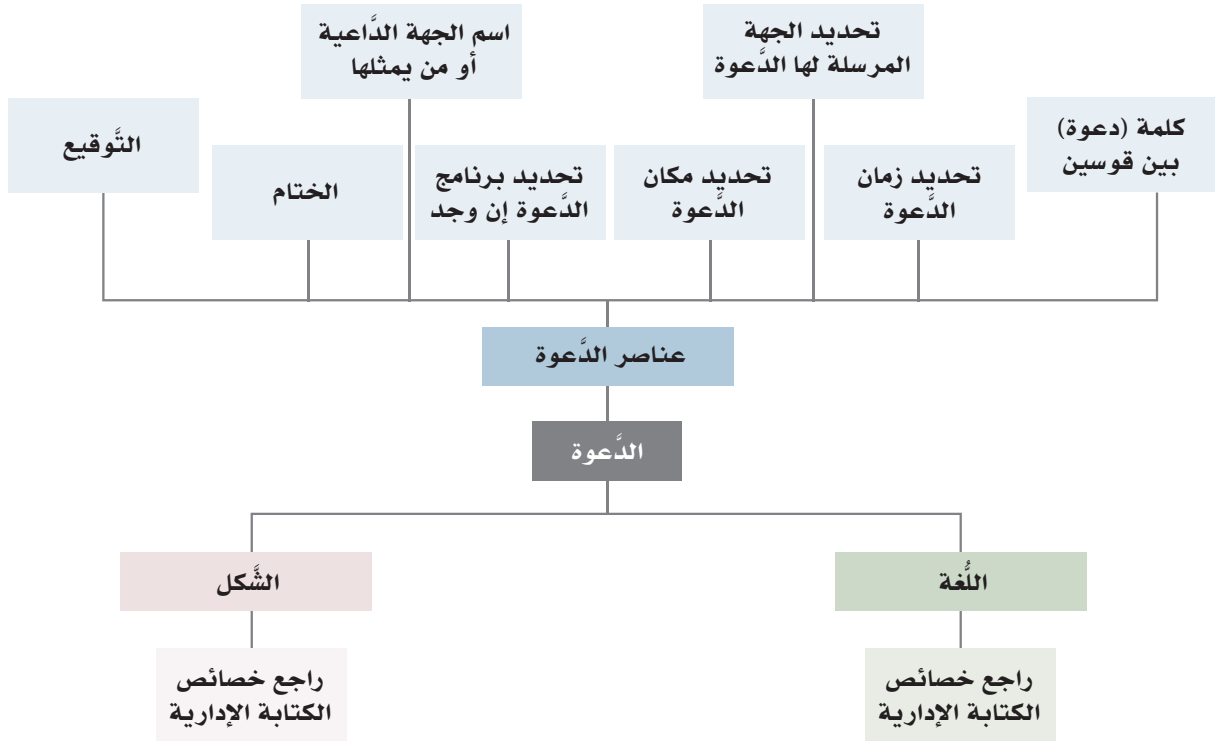 تحديد الجهة
المرسلة لها الدَّعوة
اسم الجهة الدَّاعية
أو من يمثلها
كلمة (دعوة)
بين قوسين
التَّوقيع
تحديد زمان
الدَّعوة
تحديد مكان
الدَّعوة
تحديد برنامج
الدَّعوة إن وجد
الختام
عناصر الدَّعوة
الدَّعوة
اللُّغة
الشَّكل
راجع خصائص
الكتابة الإدارية
راجع خصائص
الكتابة الإدارية